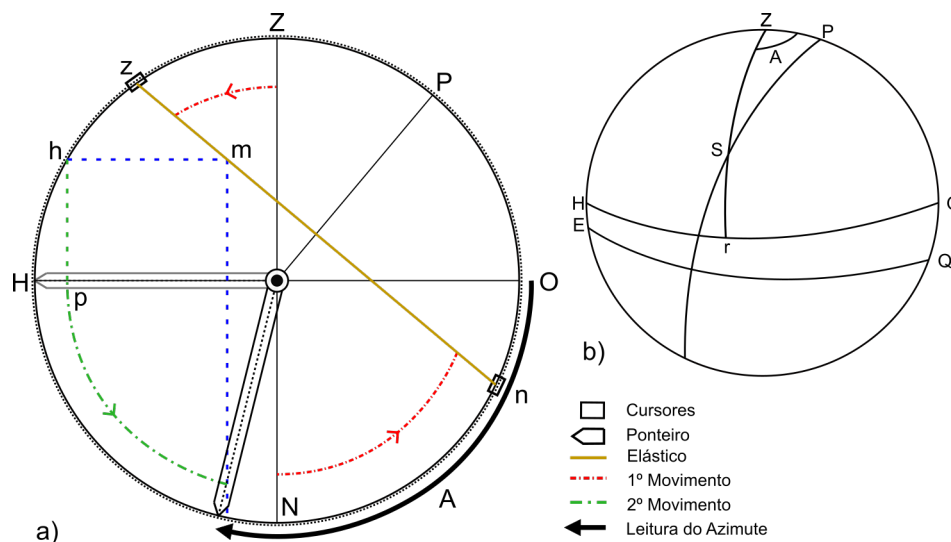 Z
z
P
h
m
H
p
O
n
N
A
a)
Z
P
A
S
H
E
r
Q
b)
Cursores
Ponteiro
Elástico
1º Movimento
2º Movimento
Leitura do Azimute